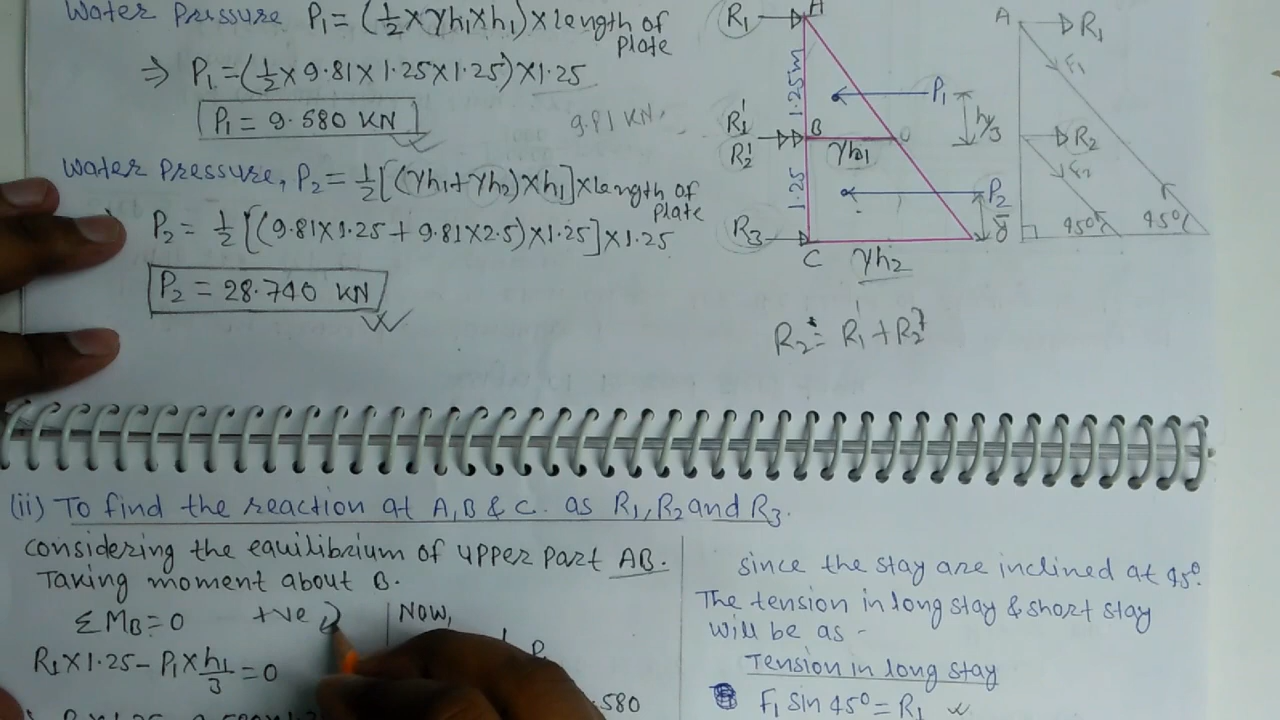 Water Pressure P₁ = (½ × γh₁ × h₁) × length of
Plate
⇒ P₁ = (½ × 9.81 × 1.25 × 1.25) × 1.25
P₁ = 9.580 KN
9.81 KN
Water Pressure, P₂ = ½[(γh₁+γh₂)×h₁]×length of
Plate
P₂ = ½[(9.81×1.25 + 9.81×2.5)×1.25]×1.25
P₂ = 28.740 KN
R₁
A
1.25m
P₁
h/3
R₁'
R₂'
B
γh₁
1.25
P₂
ȳ
R₃
C
γh₂
A
R₁
F₁
R₂
F₂
45°
45°
R₂ = R₁' + R₂'
(ii) To find the reaction at A, B & C. as R₁, R₂ and R₃.
Considering the equilibrium of upper part AB.
Taking moment about B.
ΣM_B = 0 +ve
R₁×1.25 - P₁×h₁/3 = 0
Now,
.580
since the stay are inclined at 45°.
The tension in long stay & short stay
will be as -
Tension in long stay
F₁ sin 45° = R₁